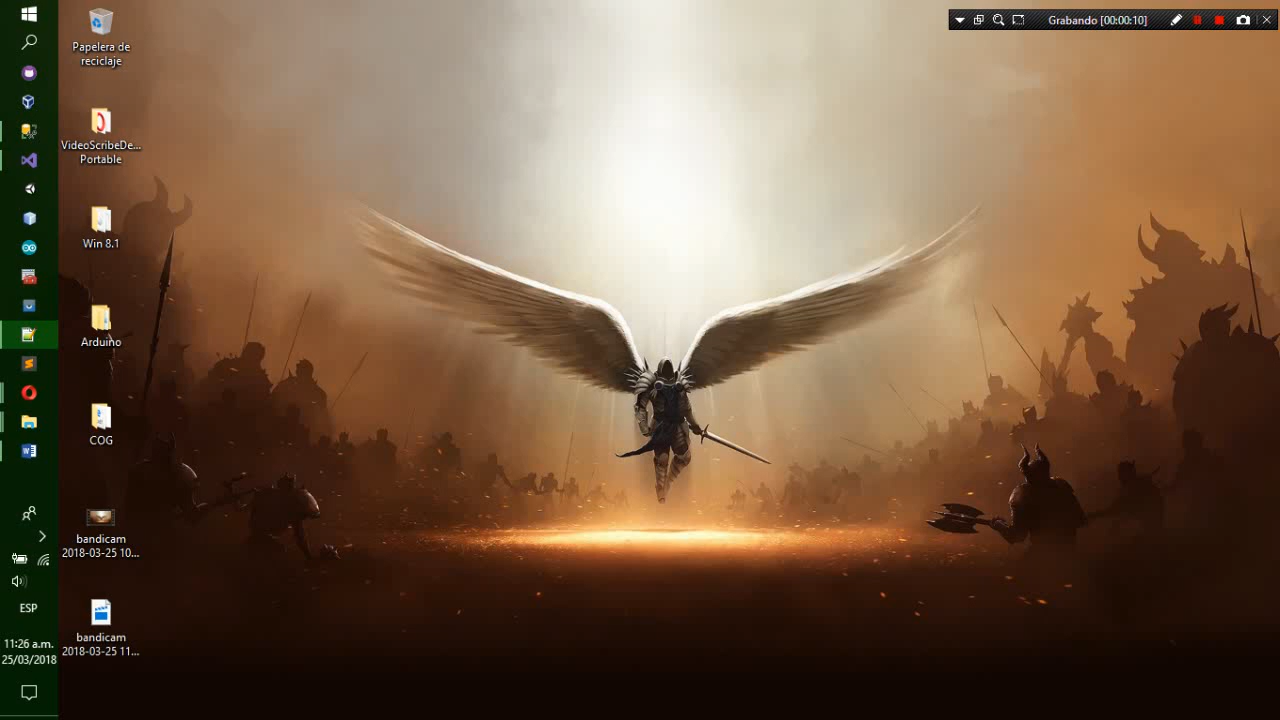 Grabando [00:00:10]
Papelera de
reciclaje
VideoScribeDe...
Portable
Win 8.1
Arduino
COG
bandicam
2018-03-25 10...
bandicam
2018-03-25 11...
ESP
11:26 a.m.
25/03/2018